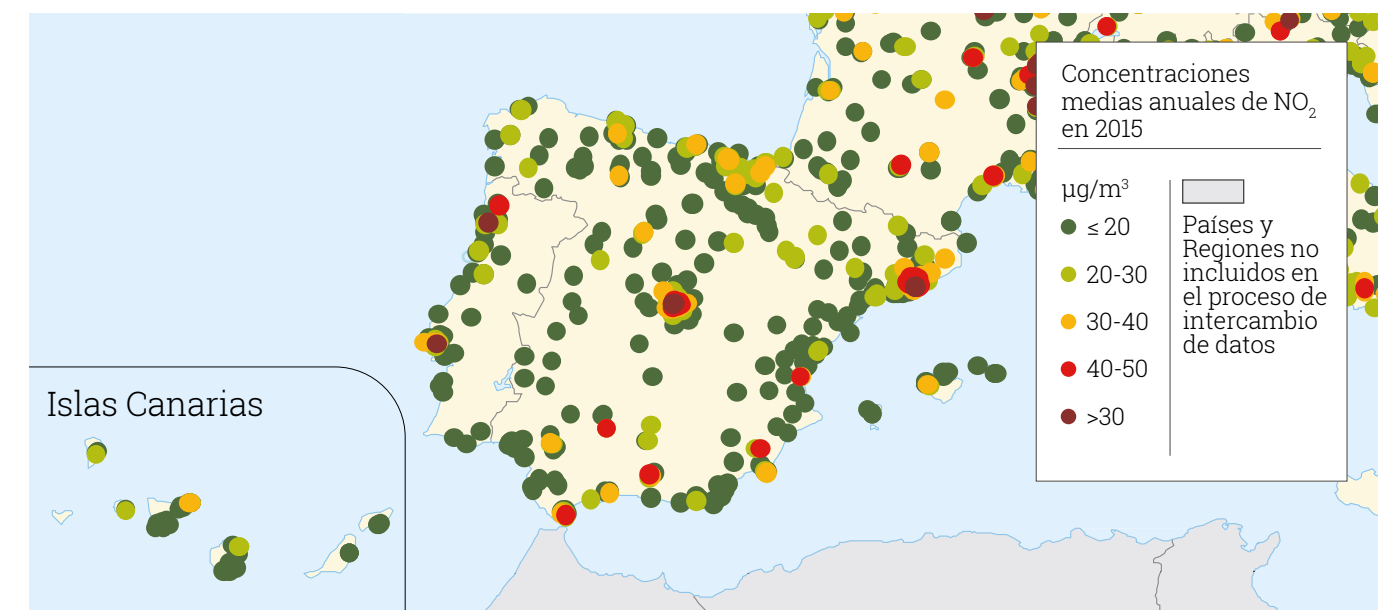 Concentraciones
medias anuales de NO₂
en 2015
µg/m³
≤ 20
20-30
30-40
40-50
>30
Países y
Regiones no
incluidos en
el proceso de
intercambio
de datos
Islas Canarias